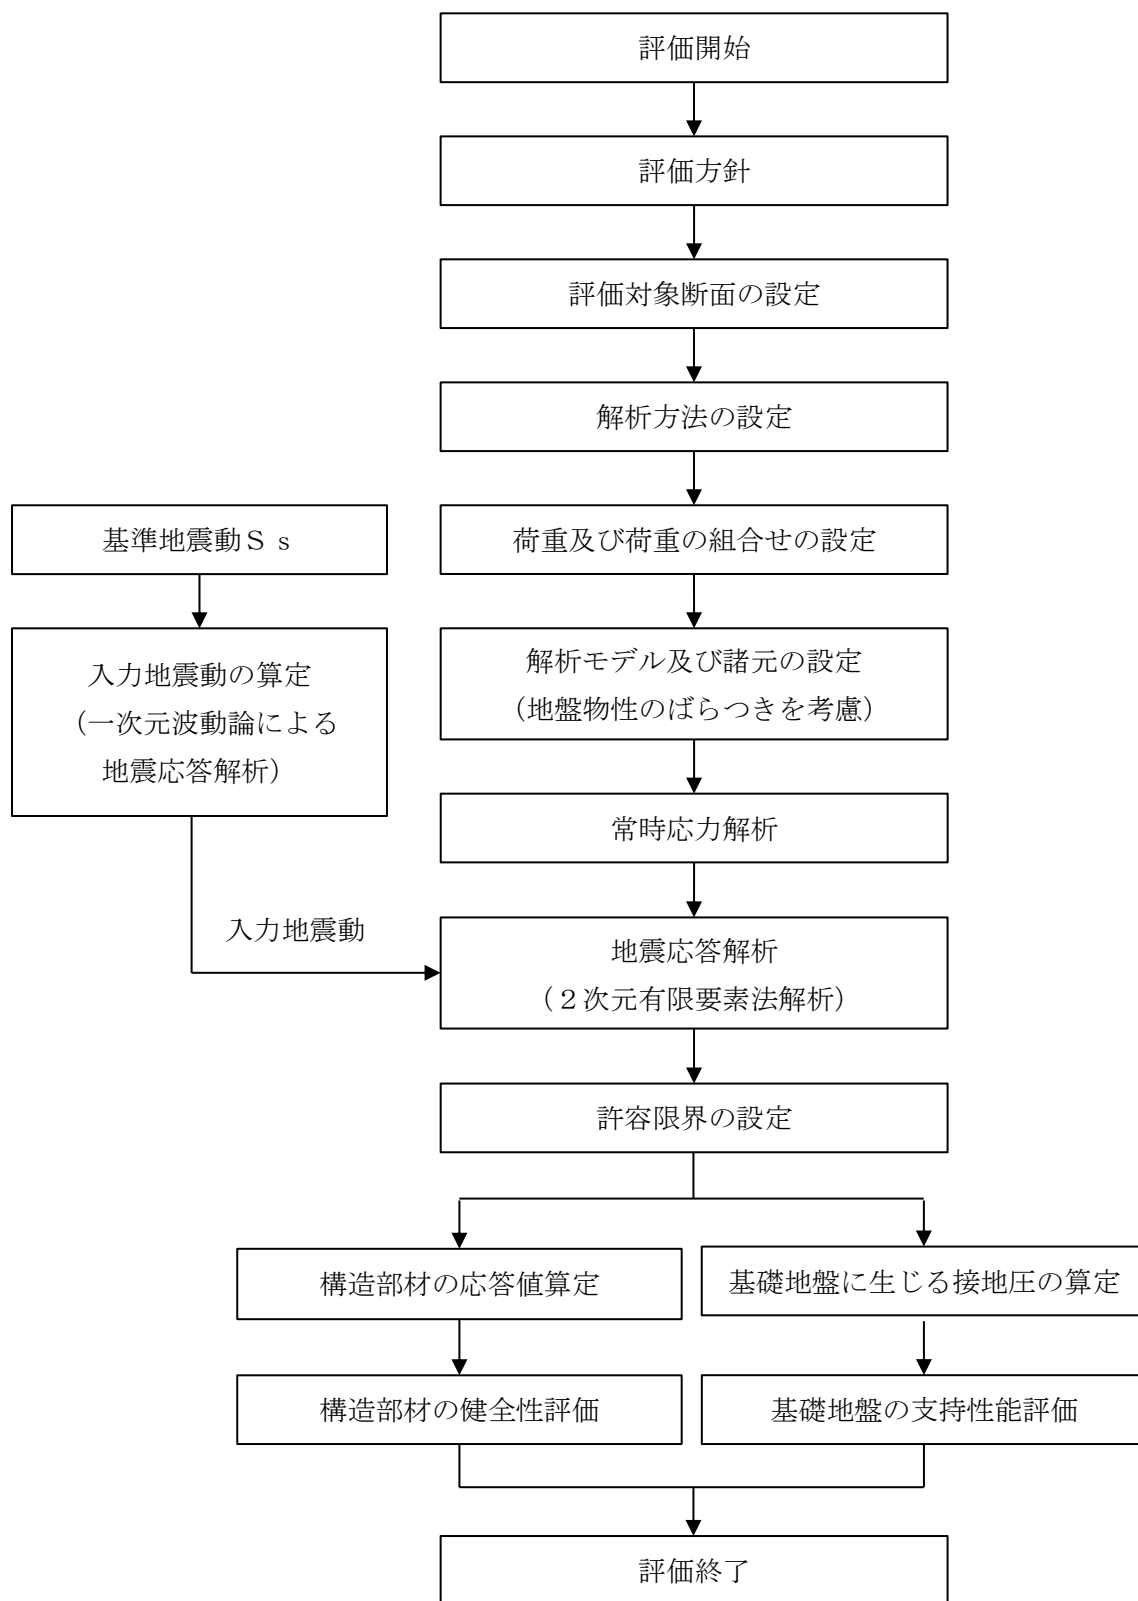 評価開始
評価方針
評価対象断面の設定
解析方法の設定
荷重及び荷重の組合せの設定
基準地震動Ｓｓ
解析モデル及び諸元の設定
（地盤物性のばらつきを考慮）
入力地震動の算定
（一次元波動論による
地震応答解析）
常時応力解析
入力地震動
地震応答解析
（２次元有限要素法解析）
許容限界の設定
構造部材の応答値算定
基礎地盤に生じる接地圧の算定
構造部材の健全性評価
基礎地盤の支持性能評価
評価終了